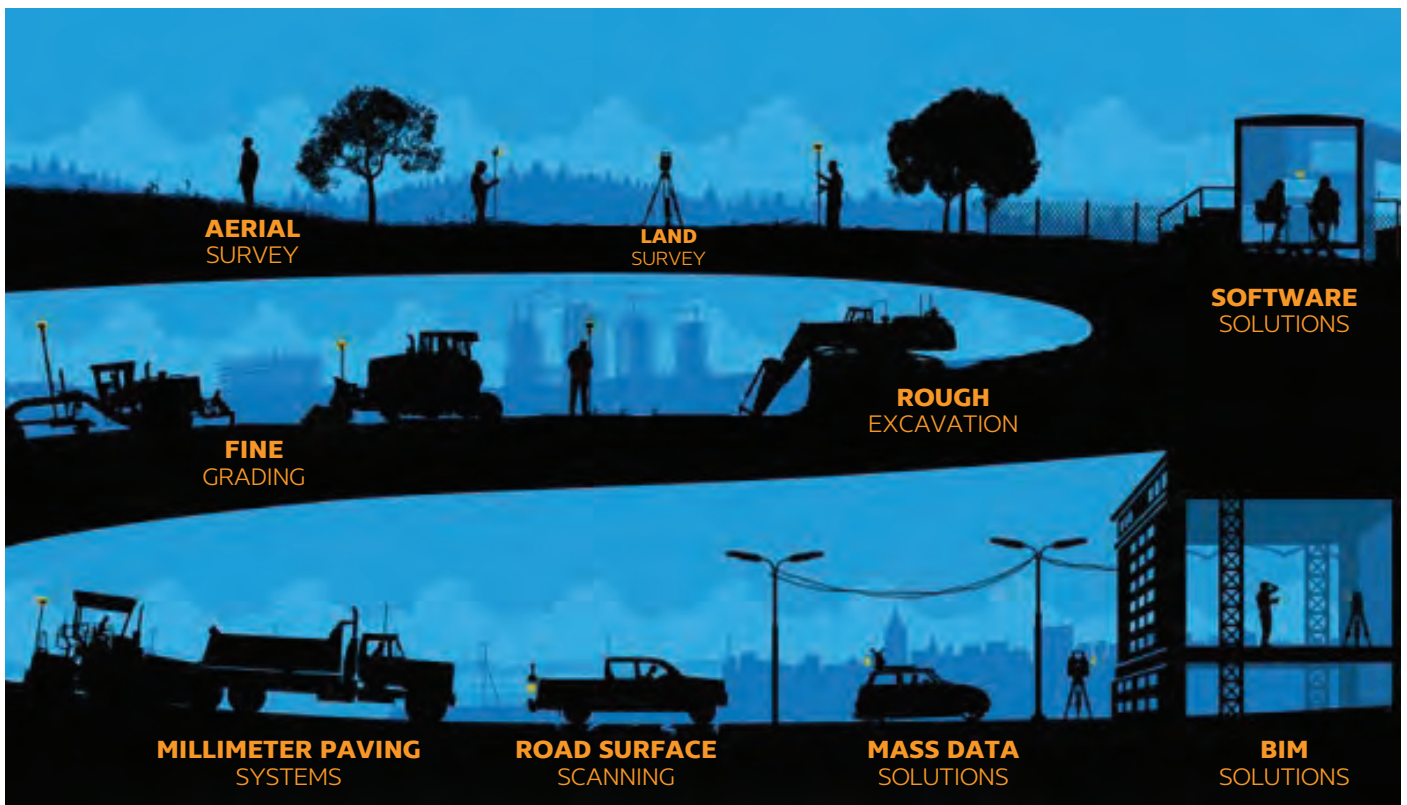 AERIAL
SURVEY
LAND
SURVEY
SOFTWARE
SOLUTIONS
ROUGH
EXCAVATION
FINE
GRADING
MILLIMETER PAVING
SYSTEMS
ROAD SURFACE
SCANNING
MASS DATA
SOLUTIONS
BIM
SOLUTIONS